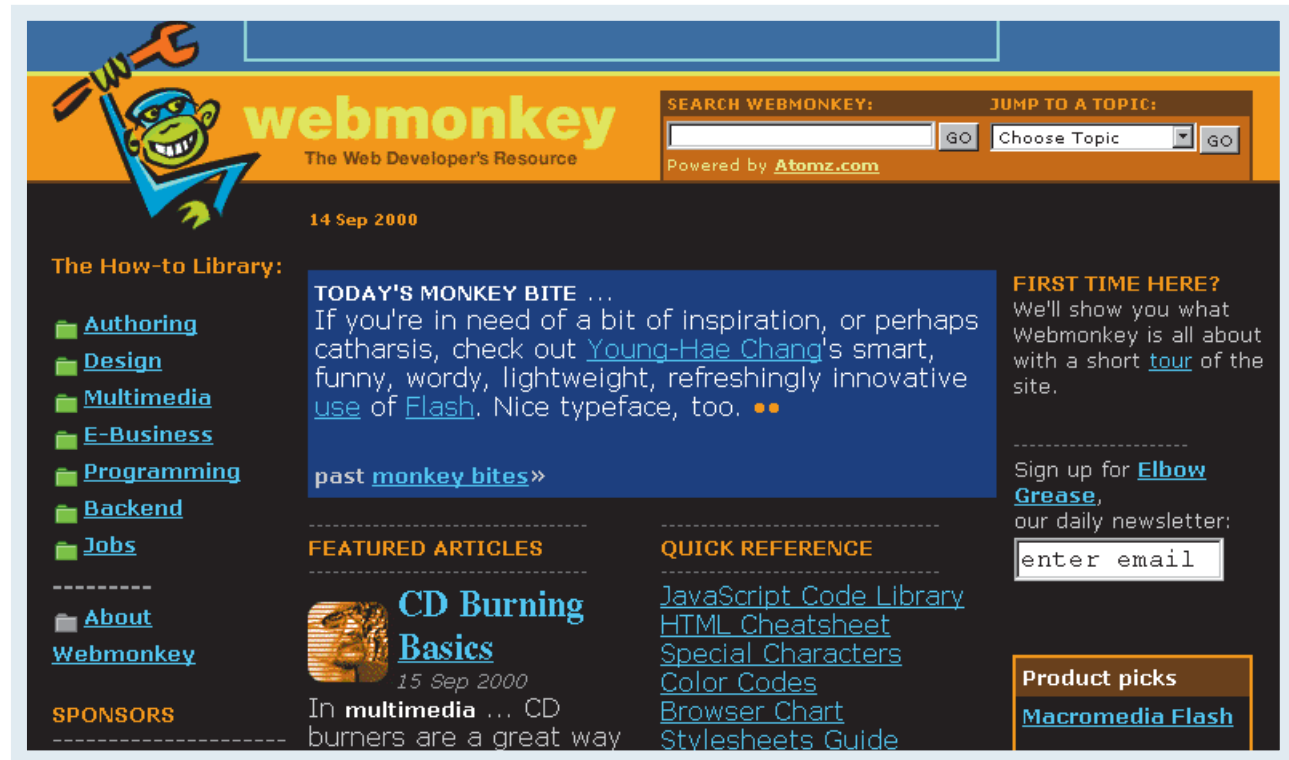 webmonkey
The Web Developer's Resource
SEARCH WEBMONKEY:
GO
Powered by Atomz.com
JUMP TO A TOPIC:
Choose Topic
GO
14 Sep 2000
The How-to Library:
Authoring
Design
Multimedia
E-Business
Programming
Backend
Jobs
---------
About
Webmonkey
SPONSORS
---------------------
TODAY'S MONKEY BITE ...
If you're in need of a bit of inspiration, or perhaps
catharsis, check out Young-Hae Chang's smart,
funny, wordy, lightweight, refreshingly innovative
use of Flash. Nice typeface, too. ••
past monkey bites»
------------------------------
FEATURED ARTICLES
------------------------------
CD Burning
Basics
15 Sep 2000
In multimedia ... CD
burners are a great way
------------------------------
QUICK REFERENCE
------------------------------
JavaScript Code Library
HTML Cheatsheet
Special Characters
Color Codes
Browser Chart
Stylesheets Guide
FIRST TIME HERE?
We'll show you what
Webmonkey is all about
with a short tour of the
site.
--------------------
Sign up for Elbow
Grease,
our daily newsletter:
enter email
Product picks
Macromedia Flash